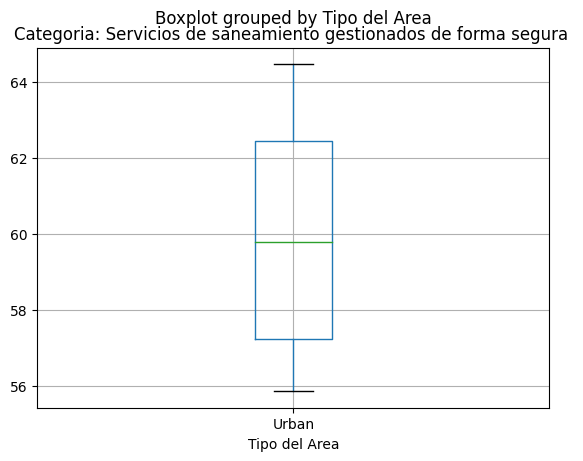 Boxplot grouped by Tipo del Area
Categoria: Servicios de saneamiento gestionados de forma segura
64
62
60
58
56
Urban
Tipo del Area